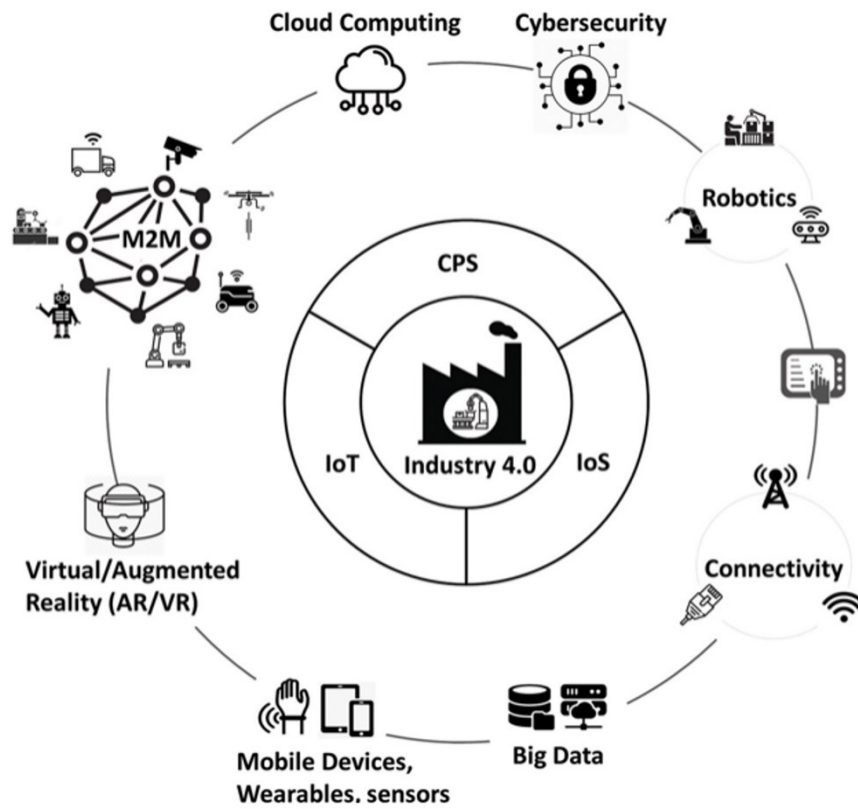 Cloud Computing
Cybersecurity
M2M
Robotics
CPS
IoT
Industry 4.0
IoS
Virtual/Augmented
Reality (AR/VR)
Connectivity
Mobile Devices,
Wearables, sensors
Big Data